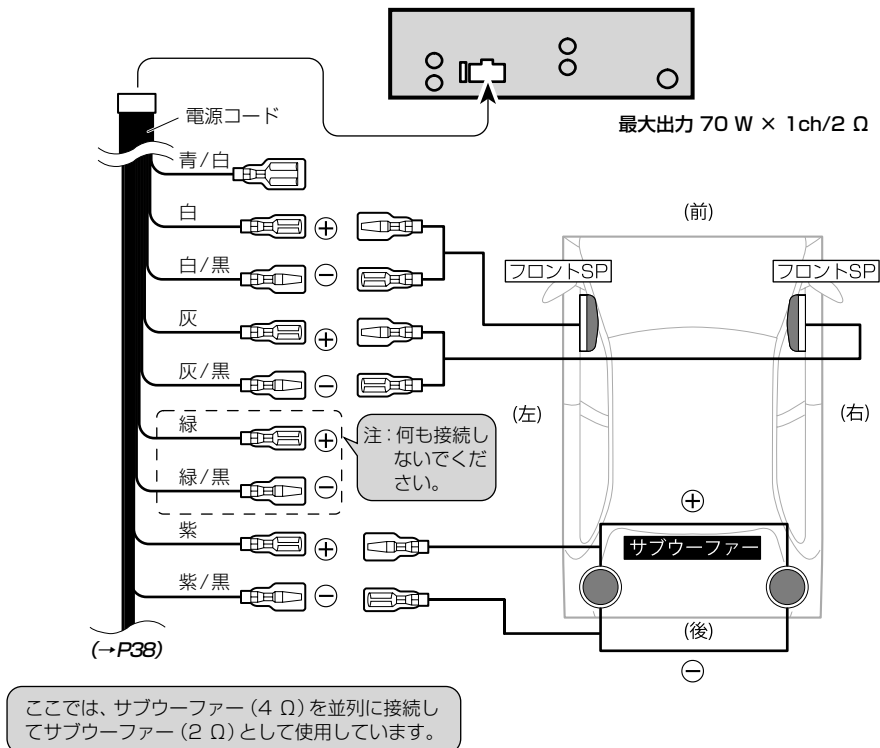 電源コード
最大出力 70 W × 1ch/2 Ω
青/白
白
⊕
(前)
白/黒
⊖
フロントSP
フロントSP
灰
⊕
灰/黒
⊖
(左)
(右)
緑
⊕
注:何も接続し
ないでくだ
さい。
緑/黒
⊖
⊕
紫
⊕
サブウーファー
紫/黒
⊖
(後)
⊖
(→P38)
ここでは、サブウーファー(4 Ω)を並列に接続し
てサブウーファー(2 Ω)として使用しています。